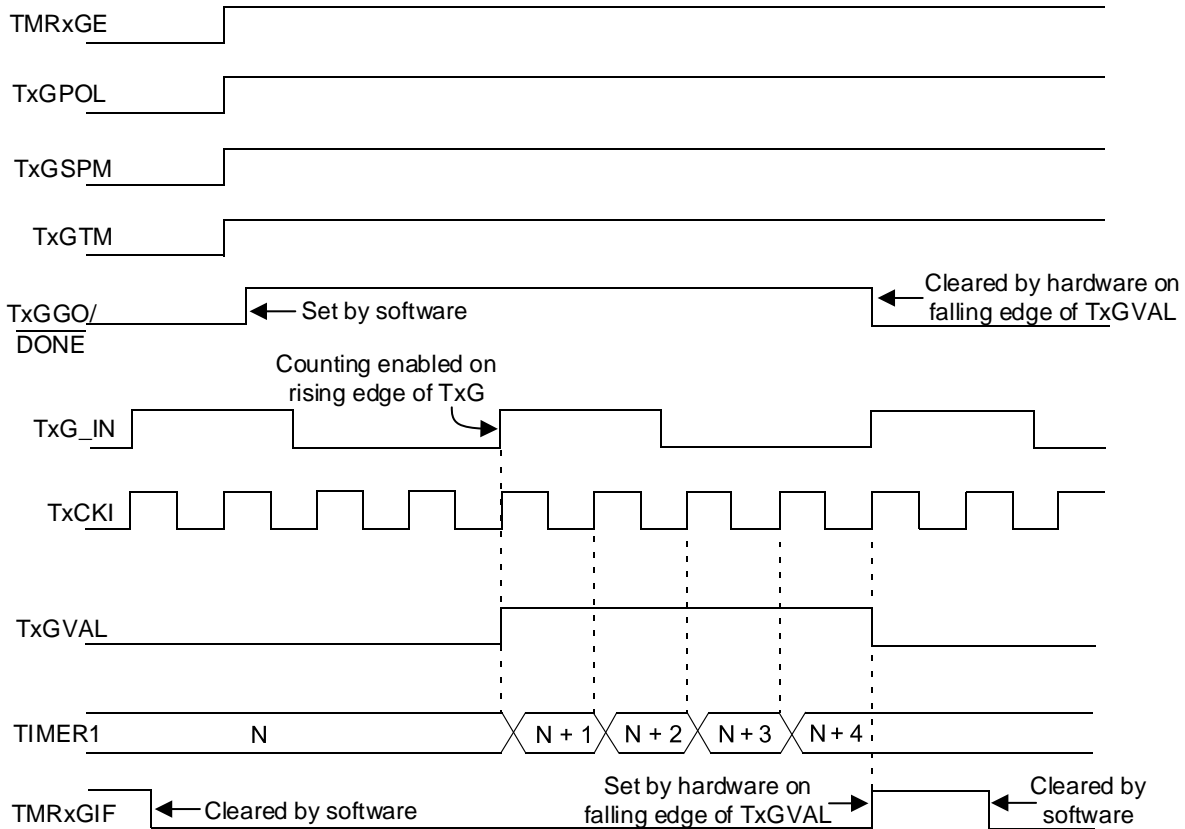 TMRxGE
TxGPOL
TxGSPM
TxGTM
TxGGO/
DONE
Set by software
Cleared by hardware on
falling edge of TxGVAL
Counting enabled on
rising edge of TxG
TxG_IN
TxCKI
TxGVAL
TIMER1
N
N + 1
N + 2
N + 3
N + 4
TMRxGIF
Cleared by software
Set by hardware on
falling edge of TxGVAL
Cleared by
software